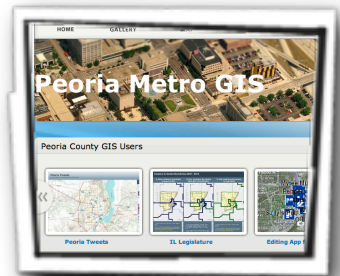 HOME GALLERY
Peoria Metro GIS
Peoria County GIS Users
«
Peoria Tweets IL Legislature Editing App